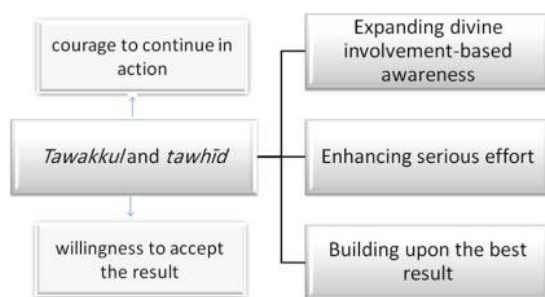 courage to continue in
action
Tawakkul and tawhīd
willingness to accept
the result
Expanding divine
involvement-based
awareness
Enhancing serious effort
Building upon the best
result